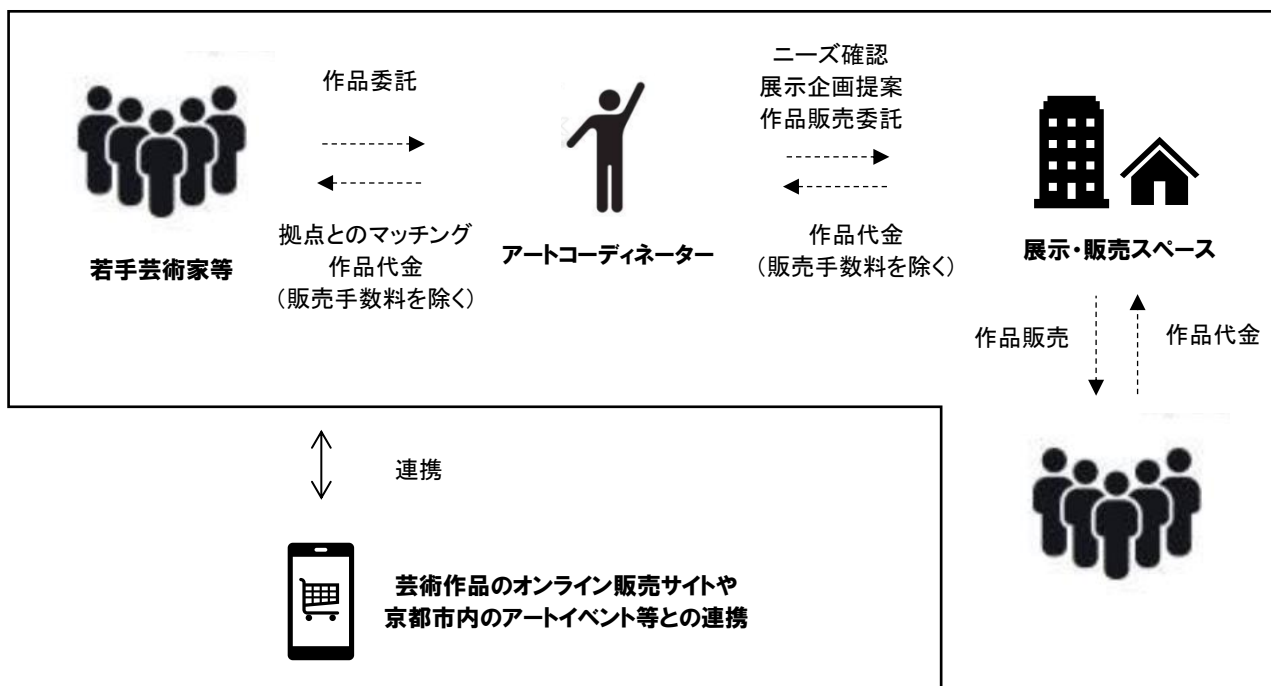 作品委託
ニーズ確認
展示企画提案
作品販売委託
若手芸術家等
拠点とのマッチング
作品代金
（販売手数料を除く）
アートコーディネーター
作品代金
（販売手数料を除く）
展示・販売スペース
作品販売
作品代金
連携
芸術作品のオンライン販売サイトや
京都市内のアートイベント等との連携